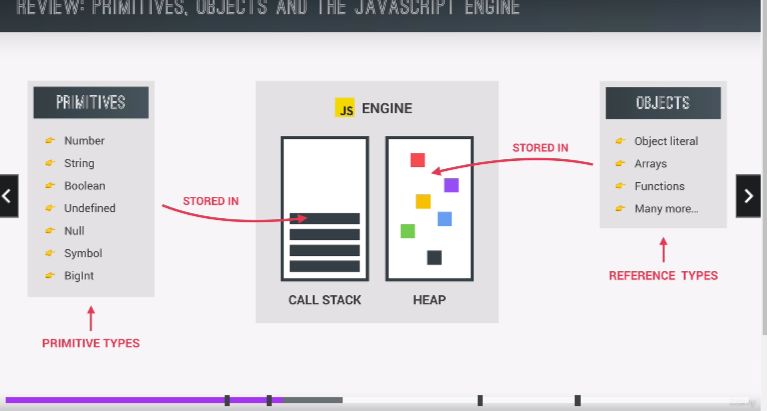 REVIEW: PRIMITIVES, OBJECTS AND THE JAVASCRIPT ENGINE
PRIMITIVES
Number
String
Boolean
Undefined
Null
Symbol
BigInt
PRIMITIVE TYPES
STORED IN
JS ENGINE
CALL STACK
HEAP
STORED IN
OBJECTS
Object literal
Arrays
Functions
Many more...
REFERENCE TYPES